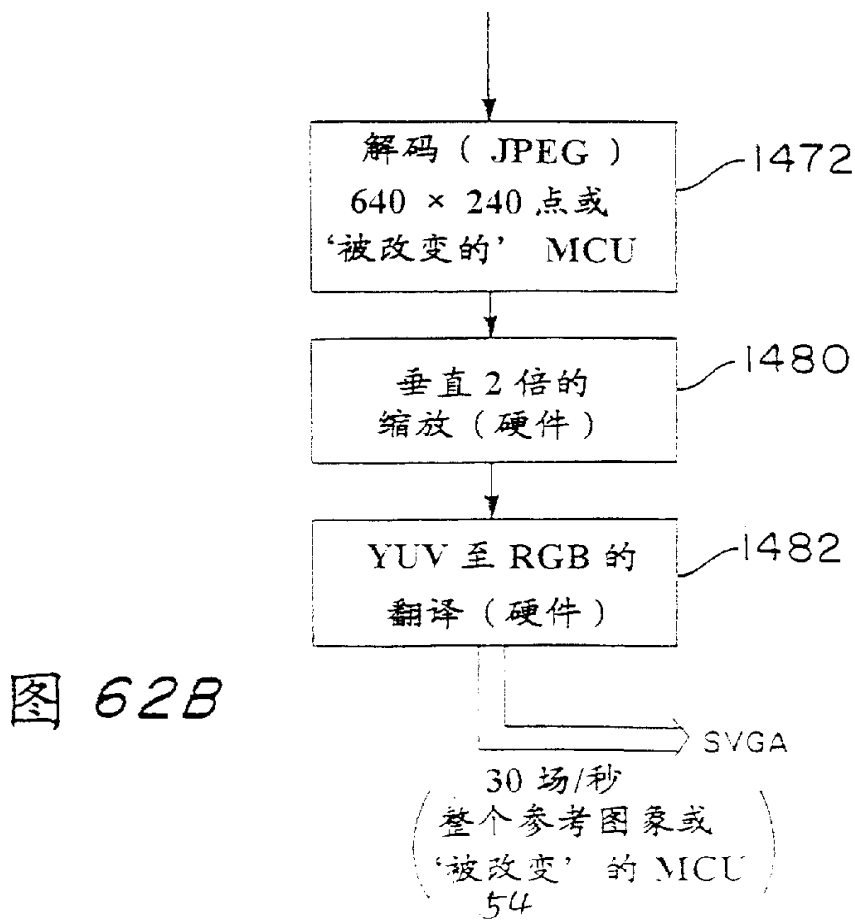 解码（JPEG）
640 × 240 点或
‘被改变的’ MCU
1472
垂直2倍的
缩放（硬件）
1480
YUV 至 RGB 的
翻译（硬件）
1482
图 62B
SVGA
30 场/秒
整个参考图象或
‘被改变’ 的 MCU
54